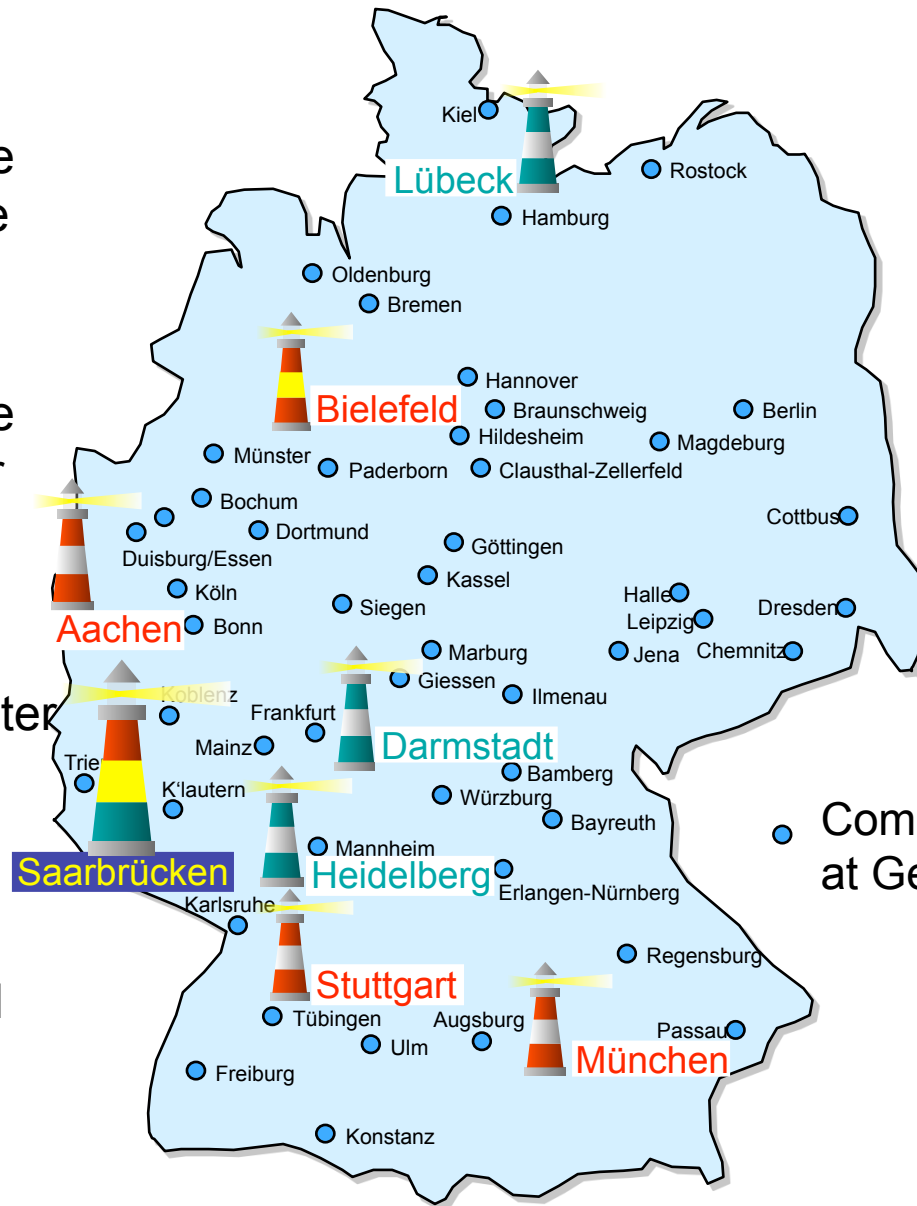 Kiel
Lübeck
Rostock
Hamburg
Oldenburg
Bremen
Hannover
Bielefeld
Braunschweig
Berlin
Hildesheim
Magdeburg
Münster
Paderborn
Clausthal-Zellerfeld
Bochum
Cottbus
Dortmund
Duisburg/Essen
Göttingen
Kassel
Köln
Siegen
Halle
Dresden
Leipzig
Aachen
Bonn
Marburg
Jena
Chemnitz
Giessen
Ilmenau
Koblenz
ter
Frankfurt
Mainz
Darmstadt
Bamberg
K'lautern
Würzburg
Bayreuth
Com
Mannheim
Saarbrücken
Heidelberg
at Ge
Erlangen-Nürnberg
Karlsruhe
Regensburg
Stuttgart
Tübingen
Augsburg
Passau
Ulm
München
Freiburg
Konstanz